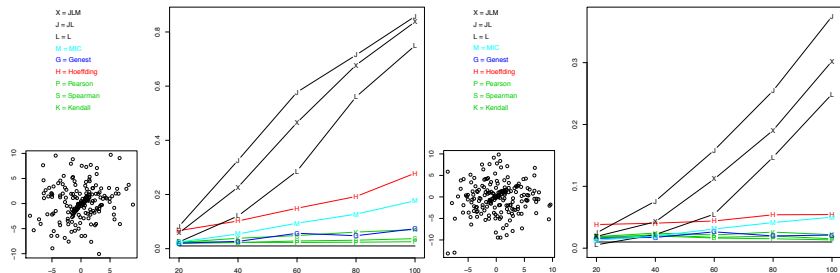 X = JLM
J = JL
L = L
M = MIC
G = Genest
H = Hoeffding
P = Pearson
S = Spearman
K = Kendall
10
5
0
−5
−10
−10 −5 0 5 10
0.8
0.6
0.4
0.2
0.0
20 40 60 80 100
X = JLM
J = JL
L = L
M = MIC
G = Genest
H = Hoeffding
P = Pearson
S = Spearman
K = Kendall
10
5
0
−5
−10
−5 0 5 10
0.3
0.2
0.1
0.0
20 40 60 80 100